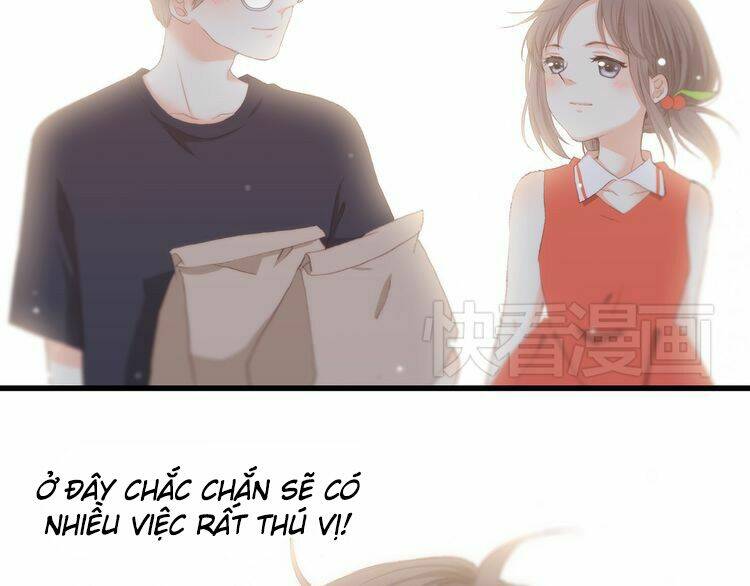 快看漫画
Ở ĐÂY CHẮC CHẮN SẼ CÓ
NHIỀU VIỆC RẤT THÚ VỊ!